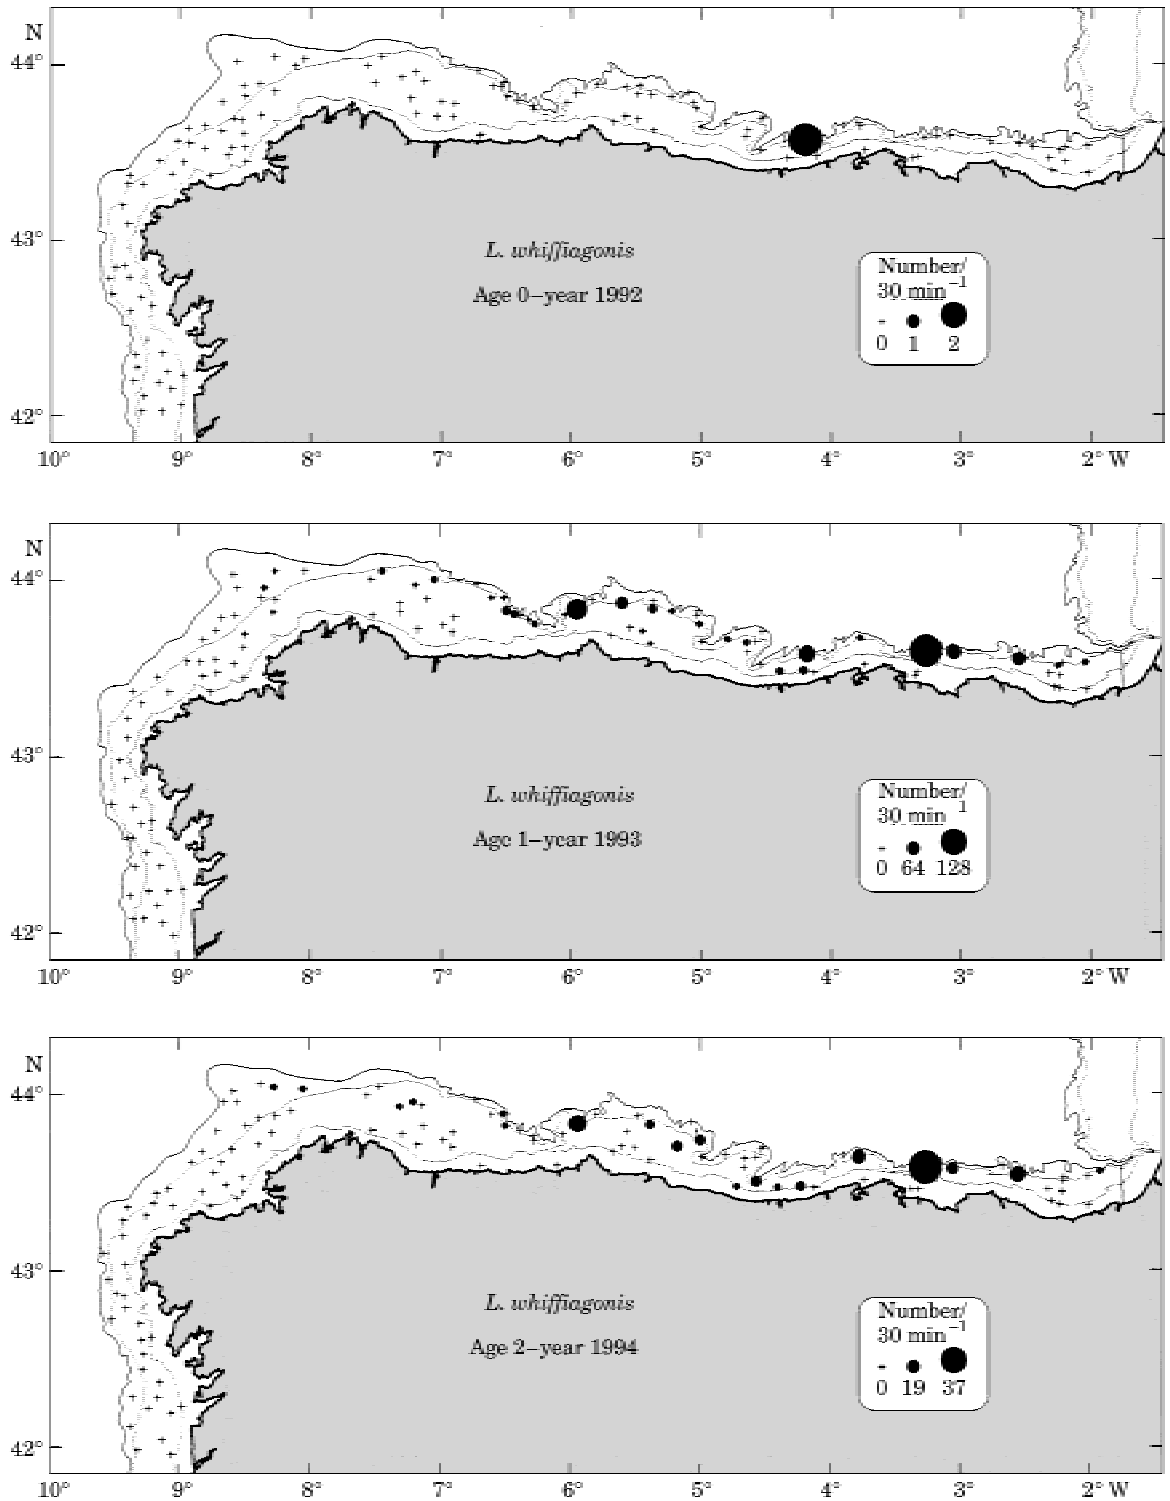 N
44°
43°
L. whiffiagonis
Age 0–year 1992
Number/
30 min⁻¹
0 1 2
42°
10° 9° 8° 7° 6° 5° 4° 3° 2° W
N
44°
43°
L. whiffiagonis
Age 1–year 1993
Number/
30 min ¹
0 64 128
42°
10° 9° 8° 7° 6° 5° 4° 3° 2° W
N
44°
43°
L. whiffiagonis
Age 2–year 1994
Number/
30 min⁻¹
0 19 37
42°
10° 9° 8° 7° 6° 5° 4° 3° 2° W